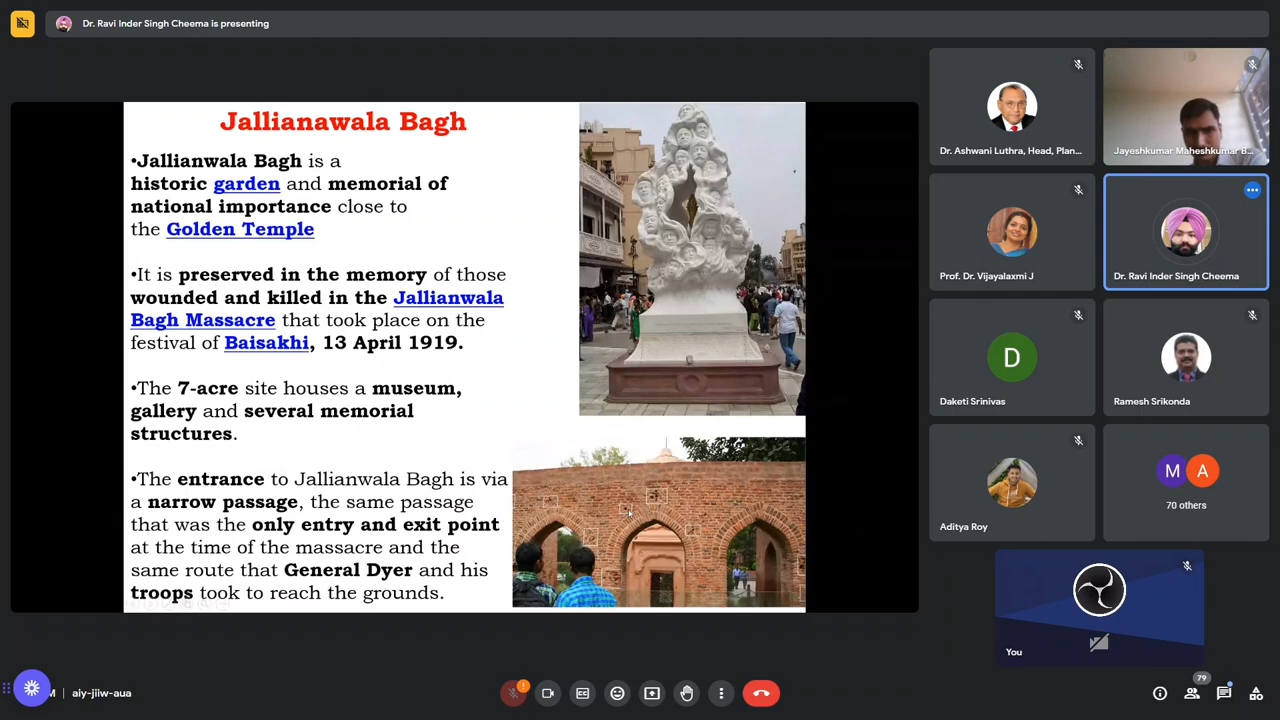 Dr. Ravi Inder Singh Cheema is presenting
Jallianawala Bagh
•Jallianwala Bagh is a
historic garden and memorial of
national importance close to
the Golden Temple
•It is preserved in the memory of those
wounded and killed in the Jallianwala
Bagh Massacre that took place on the
festival of Baisakhi, 13 April 1919.
•The 7-acre site houses a museum,
gallery and several memorial
structures.
•The entrance to Jallianwala Bagh is via
a narrow passage, the same passage
that was the only entry and exit point
at the time of the massacre and the
same route that General Dyer and his
troops took to reach the grounds.
Dr. Ashwani Luthra, Head, Plan...
Jayeshkumar Maheshkumar B...
Prof. Dr. Vijayalaxmi J
Dr. Ravi Inder Singh Cheema
D
Daketi Srinivas
Ramesh Srikonda
Aditya Roy
M A
70 others
You
M | aiy-jiiw-aua
79